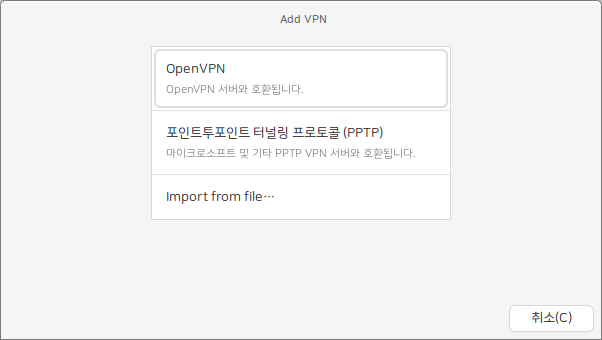 Add VPN
OpenVPN
OpenVPN 서버와 호환됩니다.
포인트투포인트 터널링 프로토콜 (PPTP)
마이크로소프트 및 기타 PPTP VPN 서버와 호환됩니다.
Import from file…
취소(C)